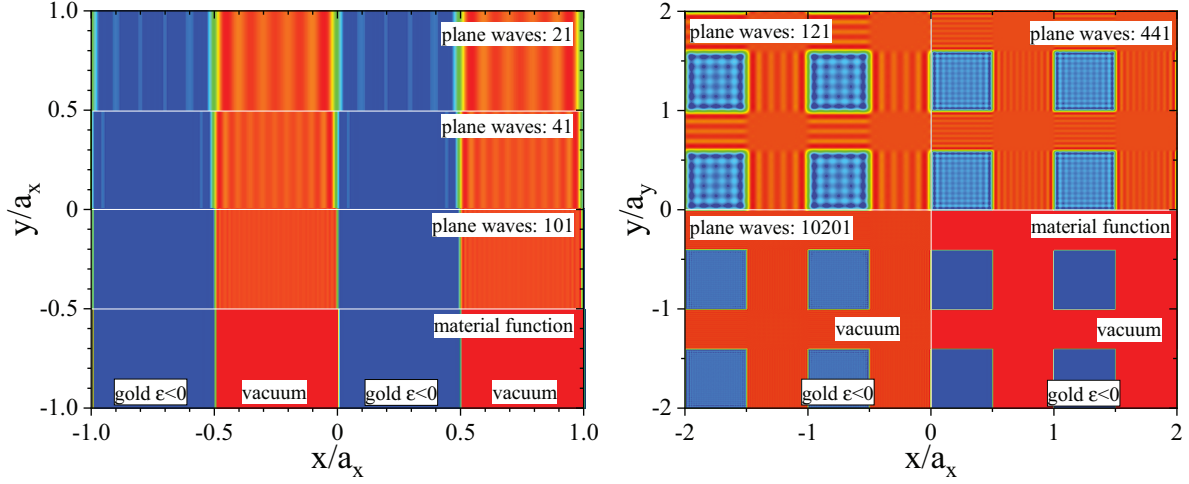 plane waves: 21
plane waves: 41
plane waves: 101
material function
gold ε<0
vacuum
gold ε<0
vacuum
1.0
0.5
0
-0.5
-1.0
y/aₓ
-1.0
-0.5
0
0.5
1.0
x/aₓ
plane waves: 121
plane waves: 441
plane waves: 10201
material function
vacuum
vacuum
gold ε<0
gold ε<0
2
1
0
-1
-2
y/a_y
-2
-1
0
1
2
x/aₓ